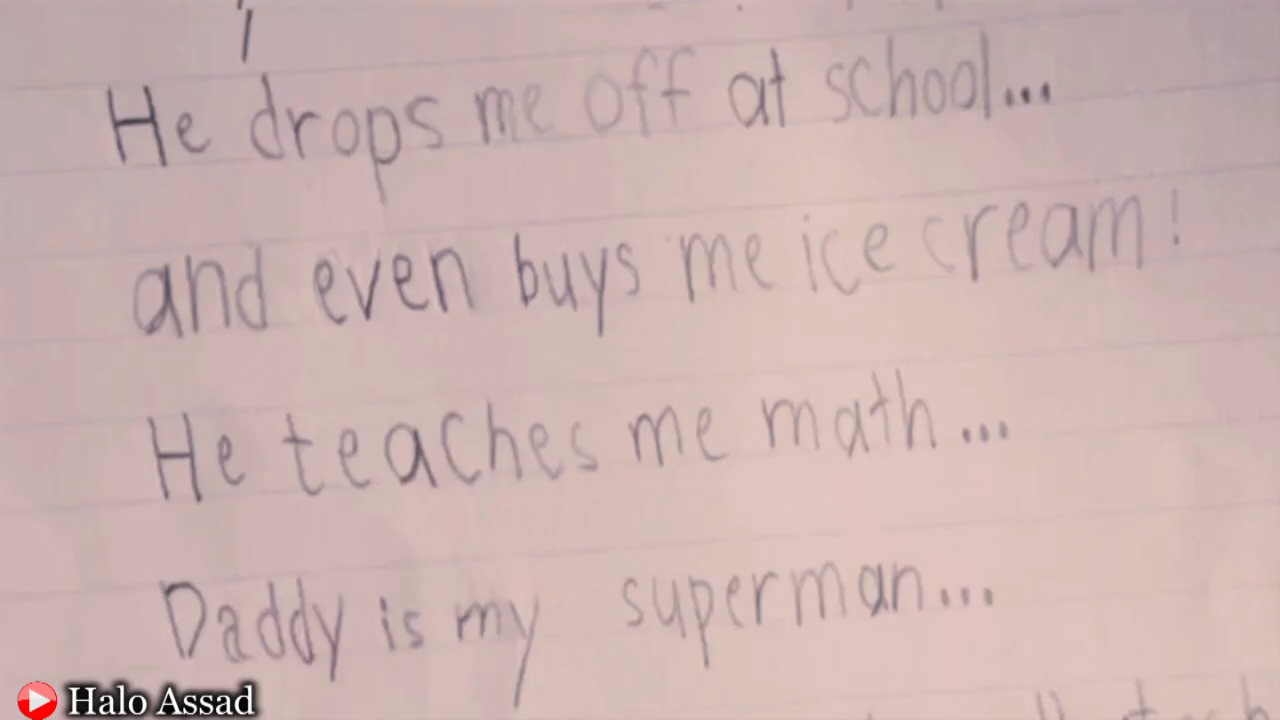 He drops me off at school...
and even buys me ice cream!
He teaches me math...
Daddy is my superman...
Halo Assad